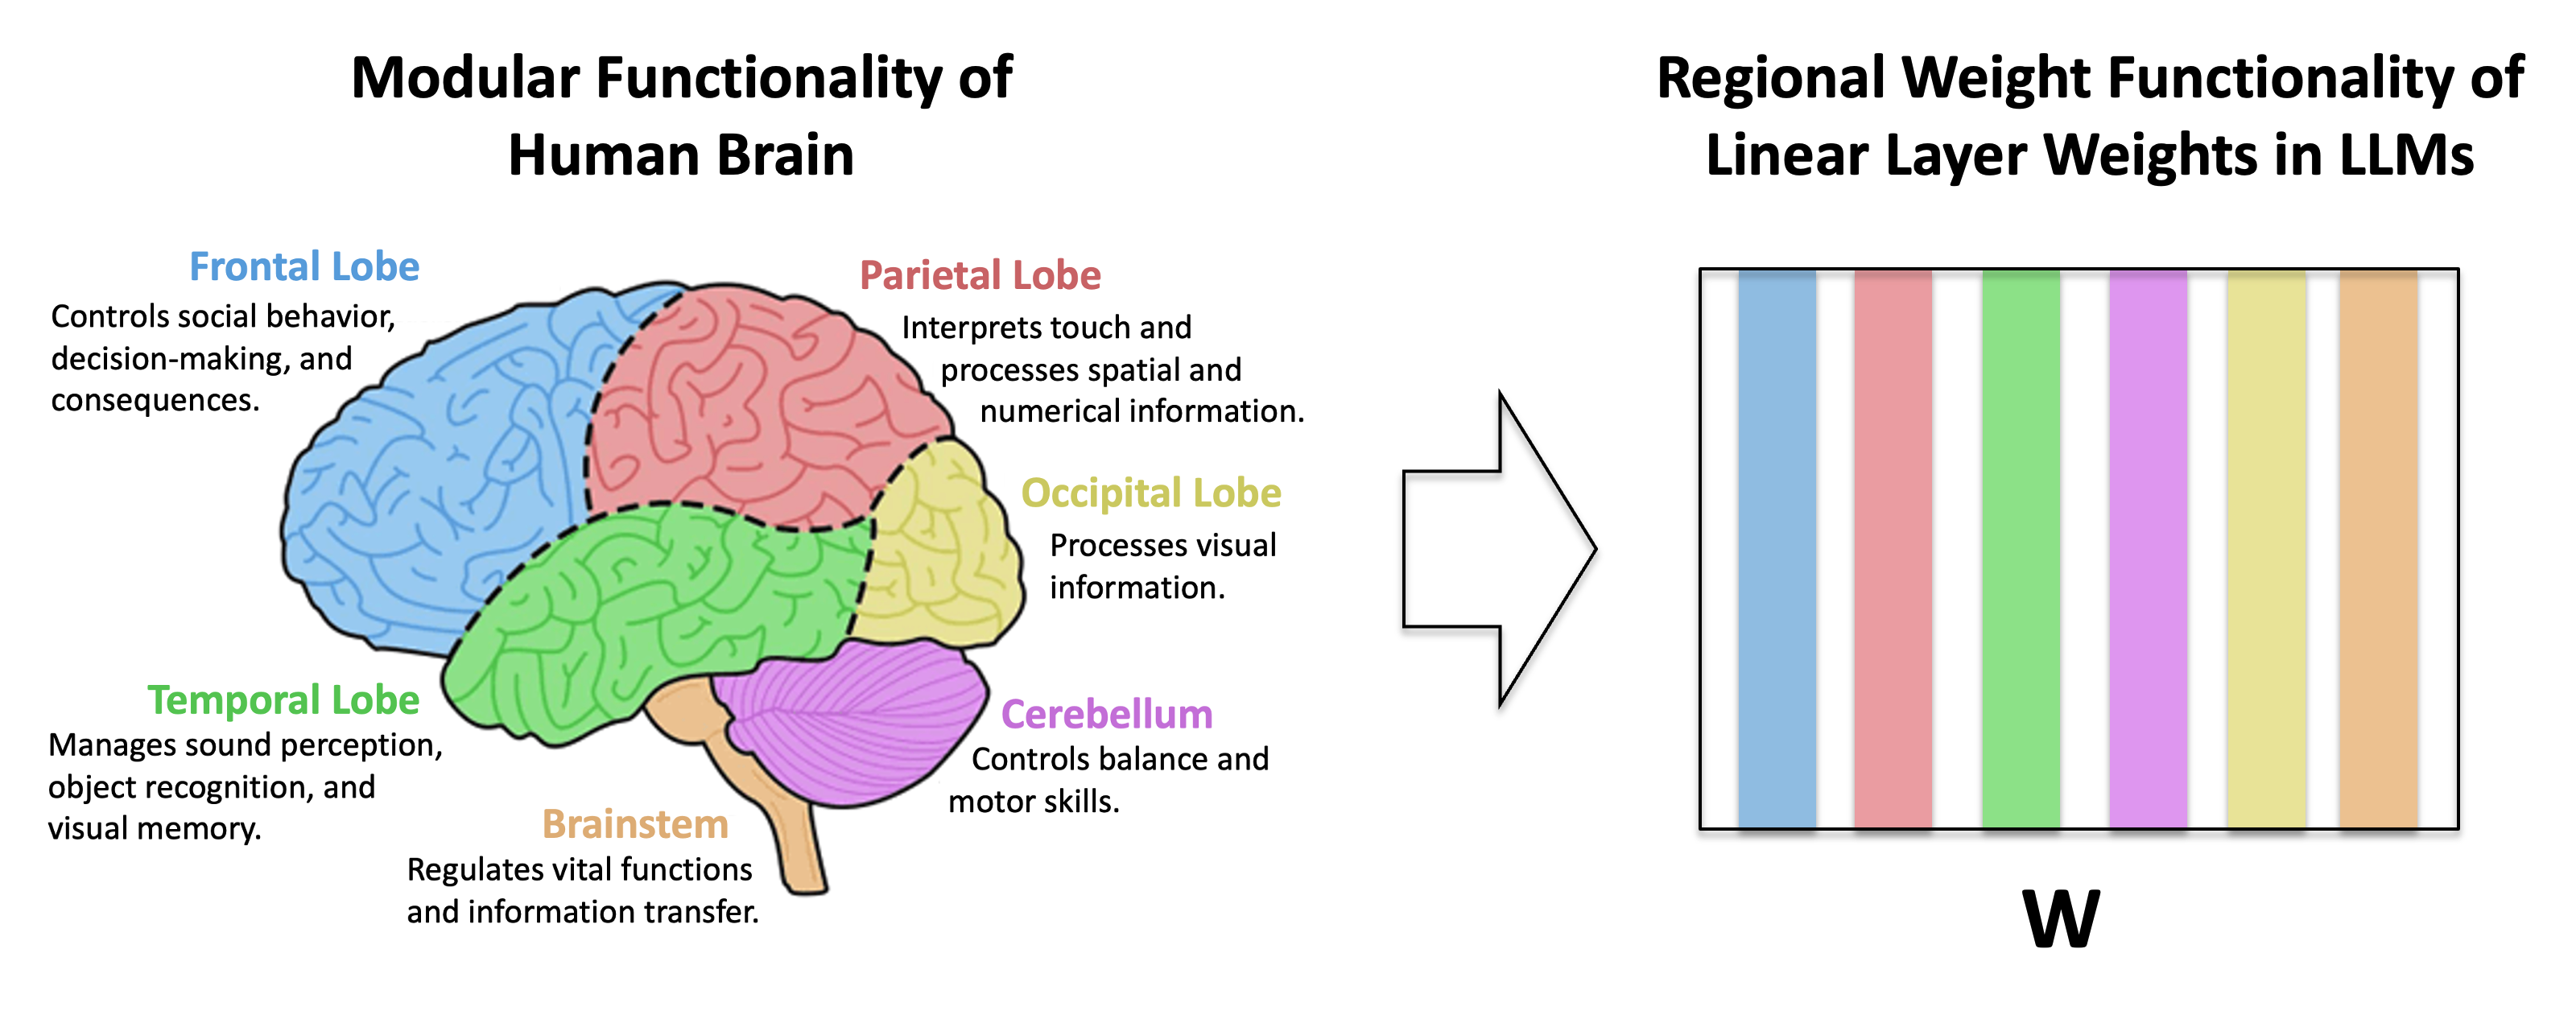 Modular Functionality of
Human Brain
Frontal Lobe
Controls social behavior,
decision-making, and
consequences.
Parietal Lobe
Interprets touch and
processes spatial and
numerical information.
Occipital Lobe
Processes visual
information.
Temporal Lobe
Manages sound perception,
object recognition, and
visual memory.
Cerebellum
Controls balance and
motor skills.
Brainstem
Regulates vital functions
and information transfer.
Regional Weight Functionality of
Linear Layer Weights in LLMs
W